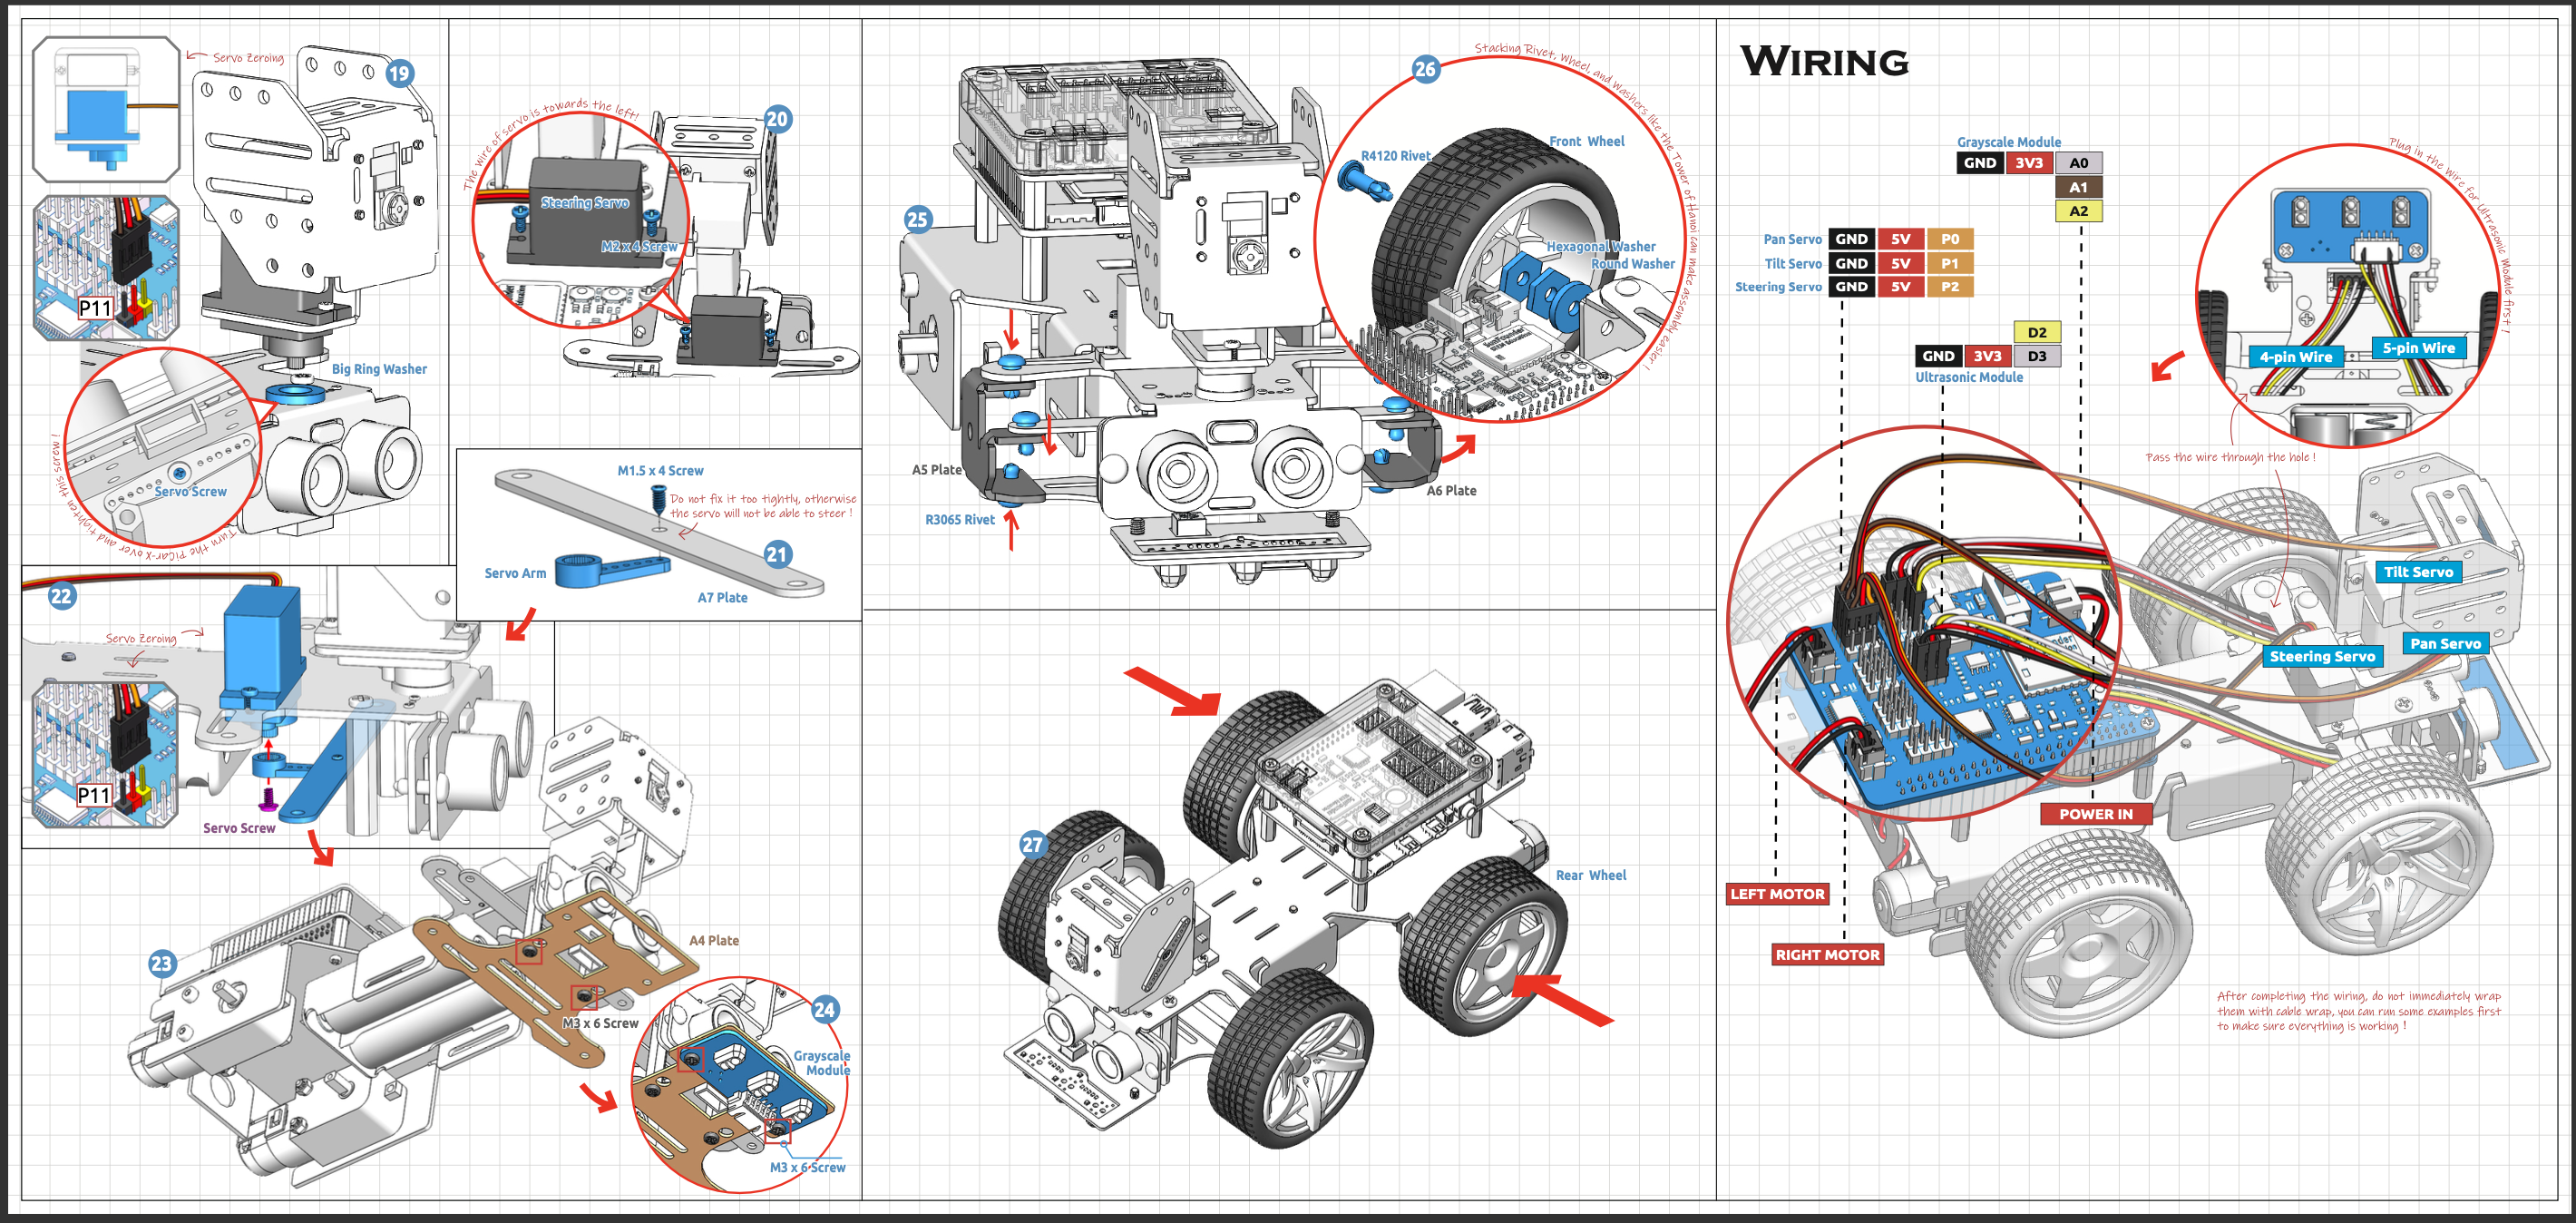 Servo Zeroing
19
P11
Big Ring Washer
Servo Screw
Turn the PiCar-X over and tighten this screw !
The wire of servo is towards the left!
20
Steering Servo
M2 x 4 Screw
M1.5 x 4 Screw
Do not fix it too tightly, otherwise
the servo will not be able to steer !
21
Servo Arm
A7 Plate
22
Servo Zeroing
P11
Servo Screw
23
A4 Plate
M3 x 6 Screw
24
Grayscale
Module
M3 x 6 Screw
25
A5 Plate
R3065 Rivet
A6 Plate
26
Stacking Rivet, Wheel, and Washers like the Tower of Hanoi can make assembly easier !
R4120 Rivet
Front Wheel
Hexagonal Washer
Round Washer
27
Rear Wheel
WIRING
Grayscale Module
GND 3V3 A0
A1
A2
Pan Servo GND 5V P0
Tilt Servo GND 5V P1
Steering Servo GND 5V P2
D2
GND 3V3 D3
Ultrasonic Module
Plug in the wire for Ultrasonic Module first !
4-pin Wire
5-pin Wire
Pass the wire through the hole !
Tilt Servo
Pan Servo
Steering Servo
POWER IN
LEFT MOTOR
RIGHT MOTOR
After completing the wiring, do not immediately wrap
them with cable wrap, you can run some examples first
to make sure everything is working !